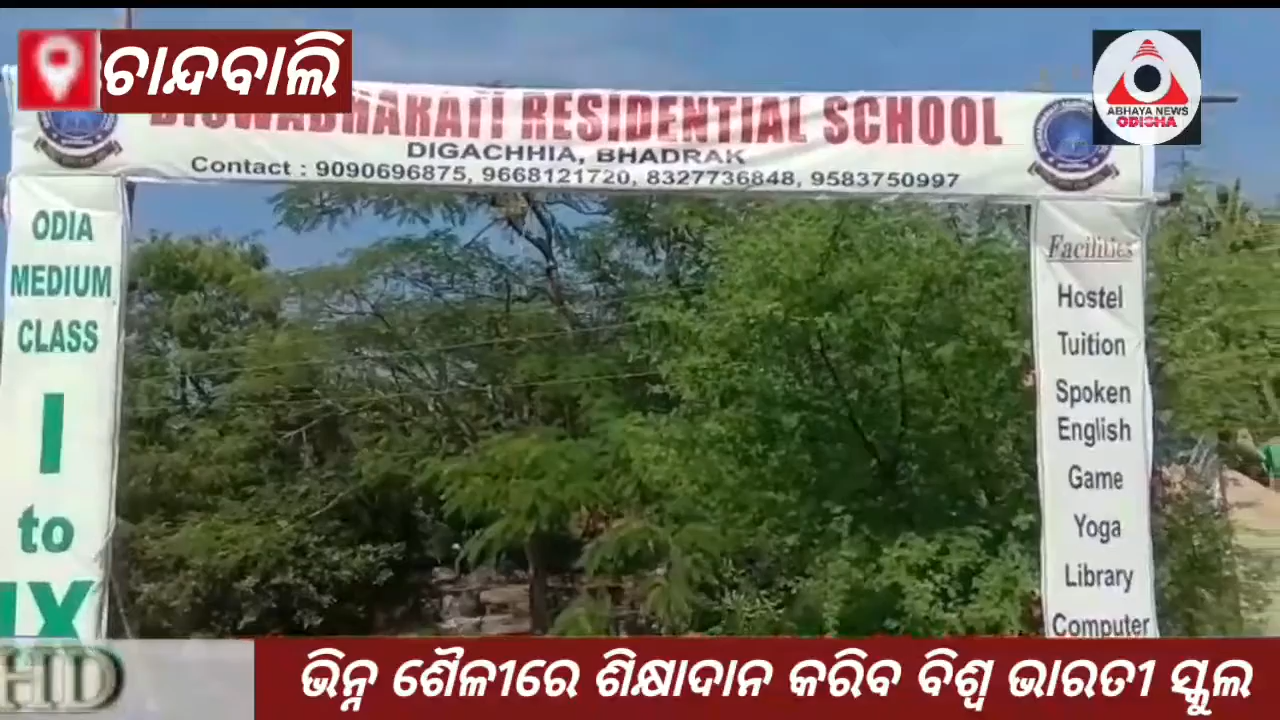 ଚାନ୍ଦବାଲି
ABHAYA NEWS
ODISHA
RESIDENTIAL SCHOOL
DIGACHHIA, BHADRAK
Contact : 9090696875, 9668121720, 8327736848, 9583750997
ODIA
MEDIUM
CLASS
I
to
IX
Facilities
Hostel
Tuition
Spoken
English
Game
Yoga
Library
Computer
HD
ଭିନ୍ନ ଶୈଳୀରେ ଶିକ୍ଷାଦାନ କରିବ ବିଶ୍ୱ ଭାରତୀ ସ୍କୁଲ